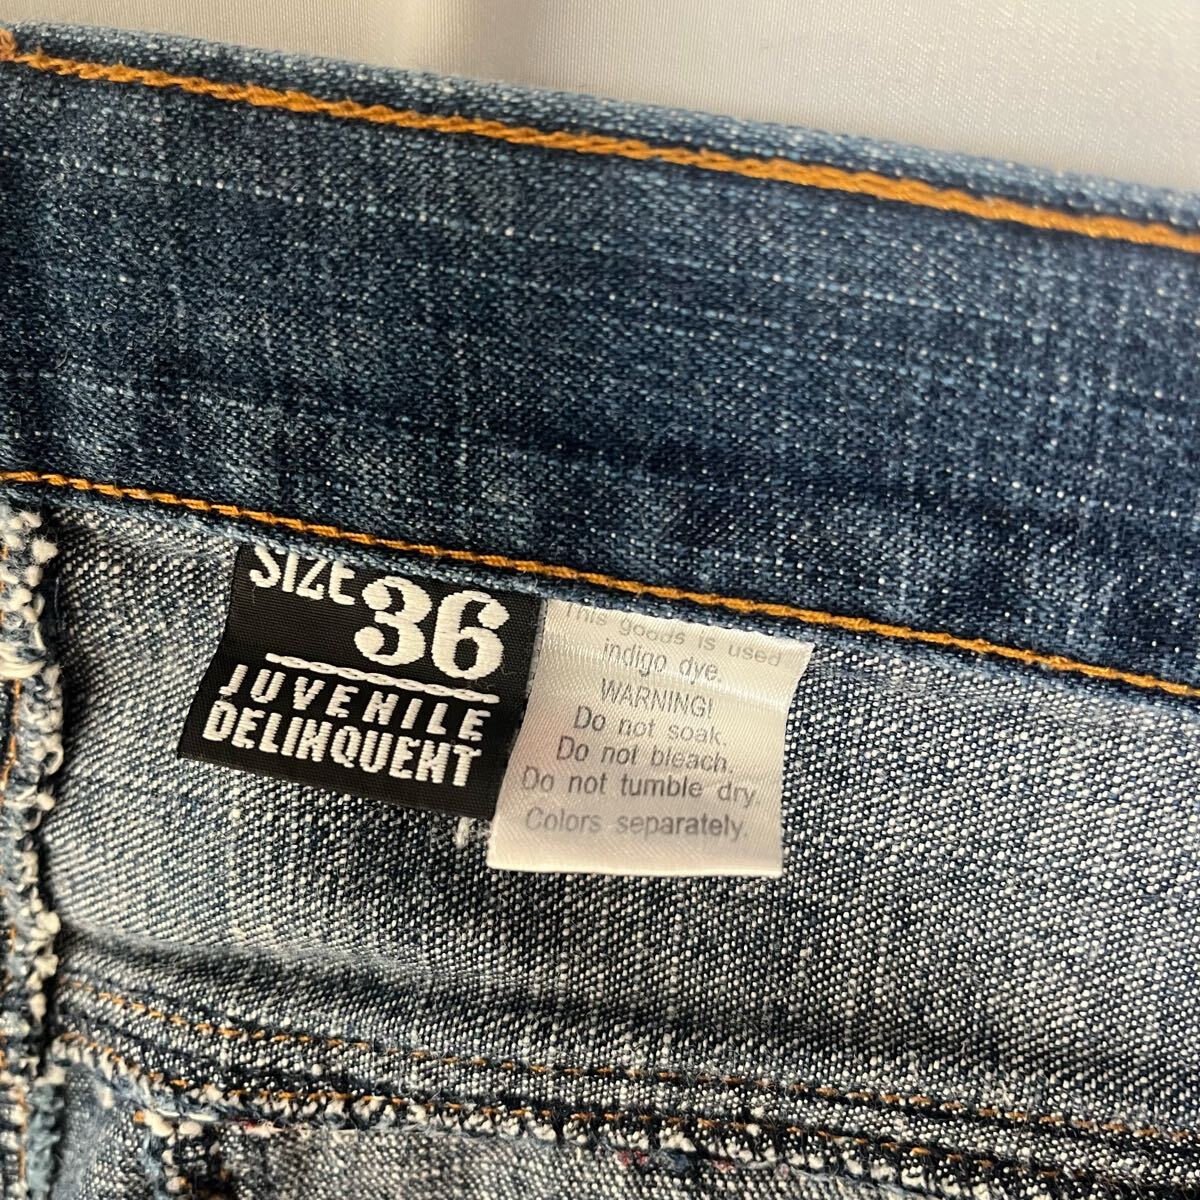 SIZE 36
JUVENILE
DELINQUENT
This goods is used
indigo dye.
WARNING!
Do not soak.
Do not bleach.
Do not tumble dry.
Colors separately.